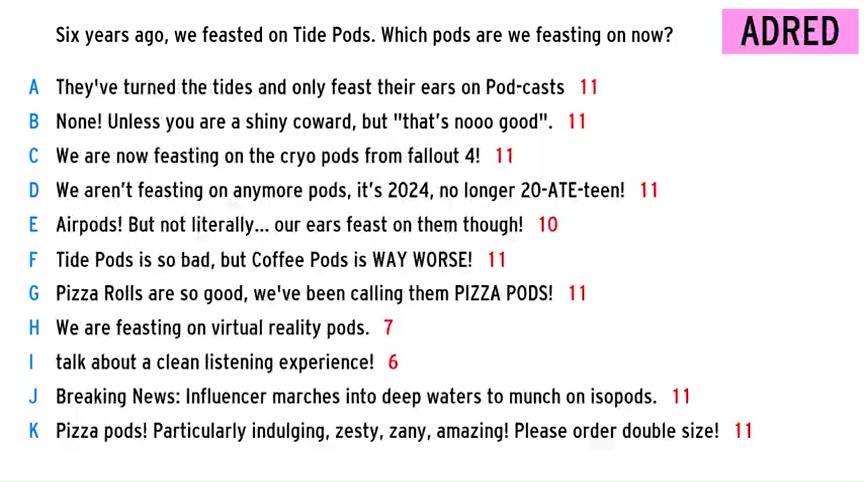 Six years ago, we feasted on Tide Pods. Which pods are we feasting on now?
ADRED
A They've turned the tides and only feast their ears on Pod-casts 11
B None! Unless you are a shiny coward, but "that's nooo good". 11
C We are now feasting on the cryo pods from fallout 4! 11
D We aren't feasting on anymore pods, it's 2024, no longer 20-ATE-teen! 11
E Airpods! But not literally... our ears feast on them though! 10
F Tide Pods is so bad, but Coffee Pods is WAY WORSE! 11
G Pizza Rolls are so good, we've been calling them PIZZA PODS! 11
H We are feasting on virtual reality pods. 7
I talk about a clean listening experience! 6
J Breaking News: Influencer marches into deep waters to munch on isopods. 11
K Pizza pods! Particularly indulging, zesty, zany, amazing! Please order double size! 11